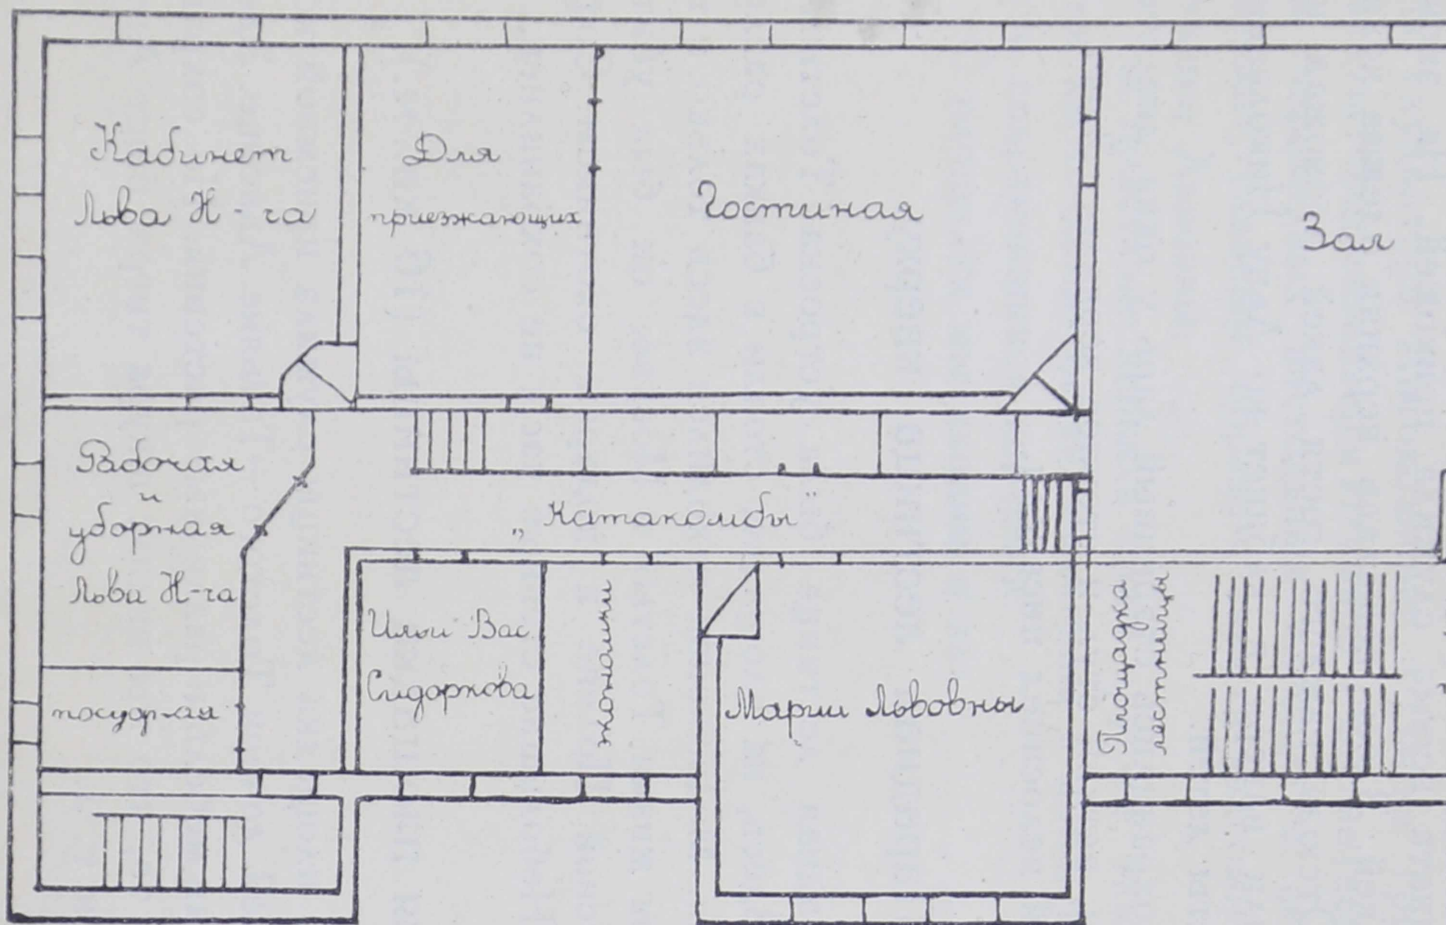 Кабинет
Льва Н-ча
Для
приезжающих
Гостиная
Зал
Рабочая
и
уборная
Льва Н-ча
посудная
„Катакомбы
Ильи Вас.
Сидоркова
экономки
Марии Львовны
Площадка
лестницы